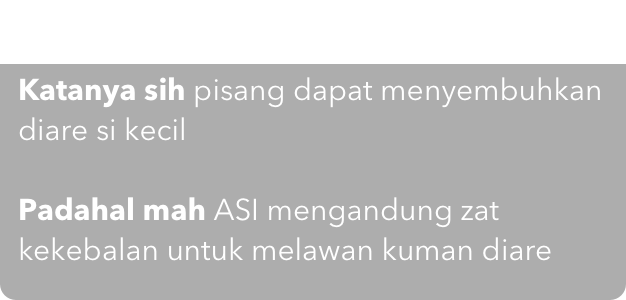 Katanya sih pisang dapat menyembuhkan
diare si kecil
Padahal mah ASI mengandung zat
kekebalan untuk melawan kuman diare